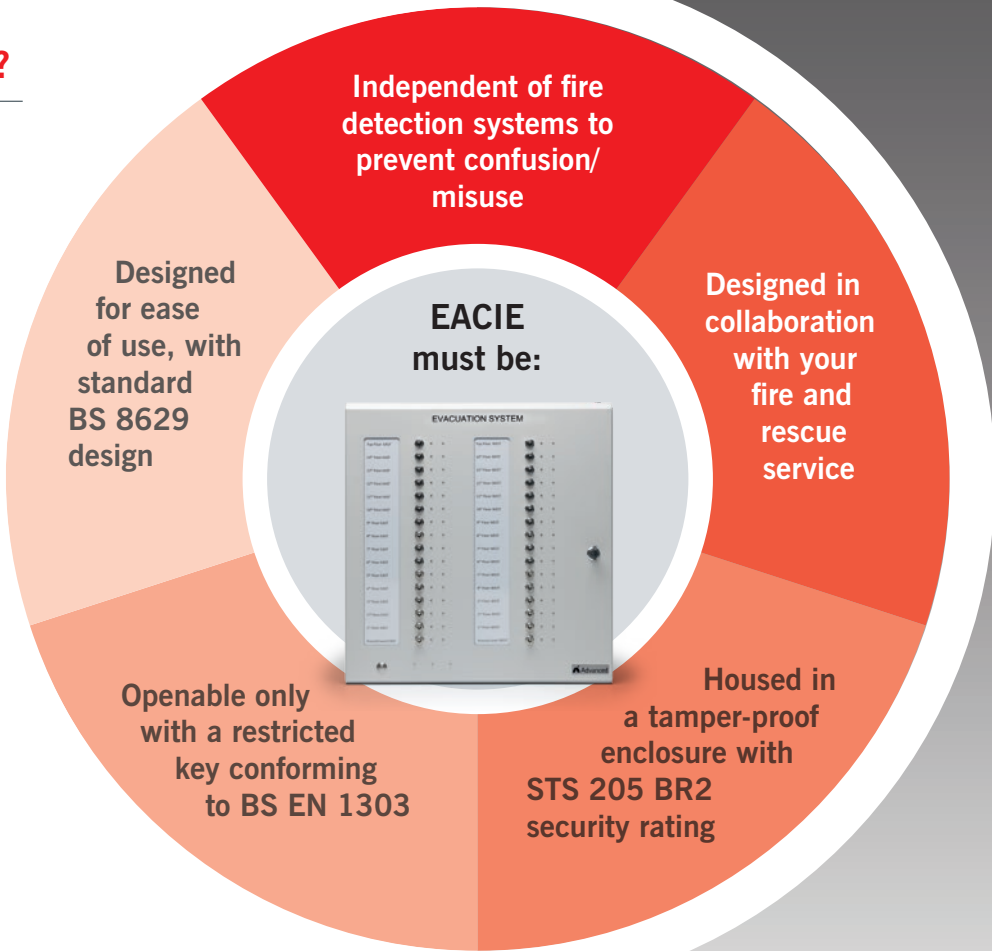 ?
Independent of fire
detection systems to
prevent confusion/
misuse
Designed in
collaboration
with your
fire and
rescue
service
Housed in
a tamper-proof
enclosure with
STS 205 BR2
security rating
Openable only
with a restricted
key conforming
to BS EN 1303
Designed
for ease
of use, with
standard
BS 8629
design
EACIE
must be:
EVACUATION SYSTEM
Advanced